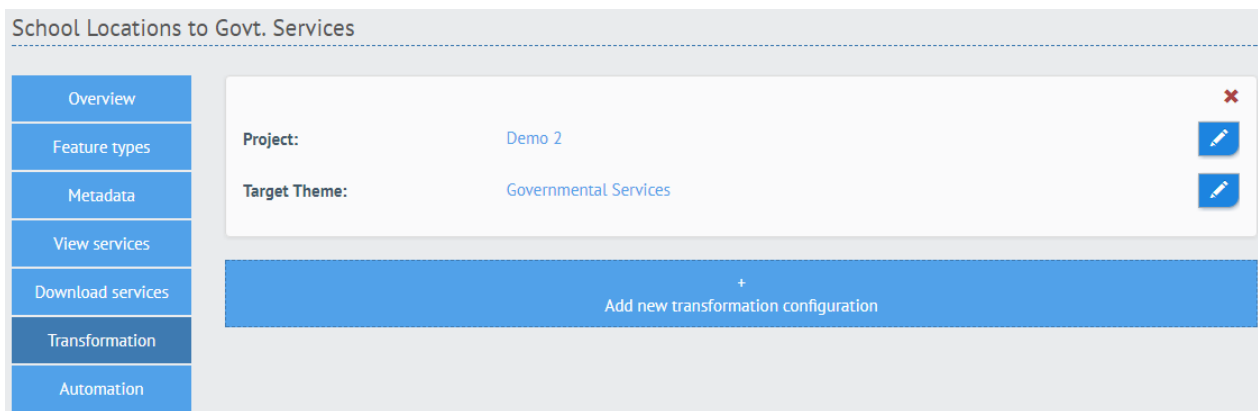 School Locations to Govt. Services
Overview
Feature types
Metadata
View services
Download services
Transformation
Automation
Project: Demo 2
Target Theme: Governmental Services
+
Add new transformation configuration